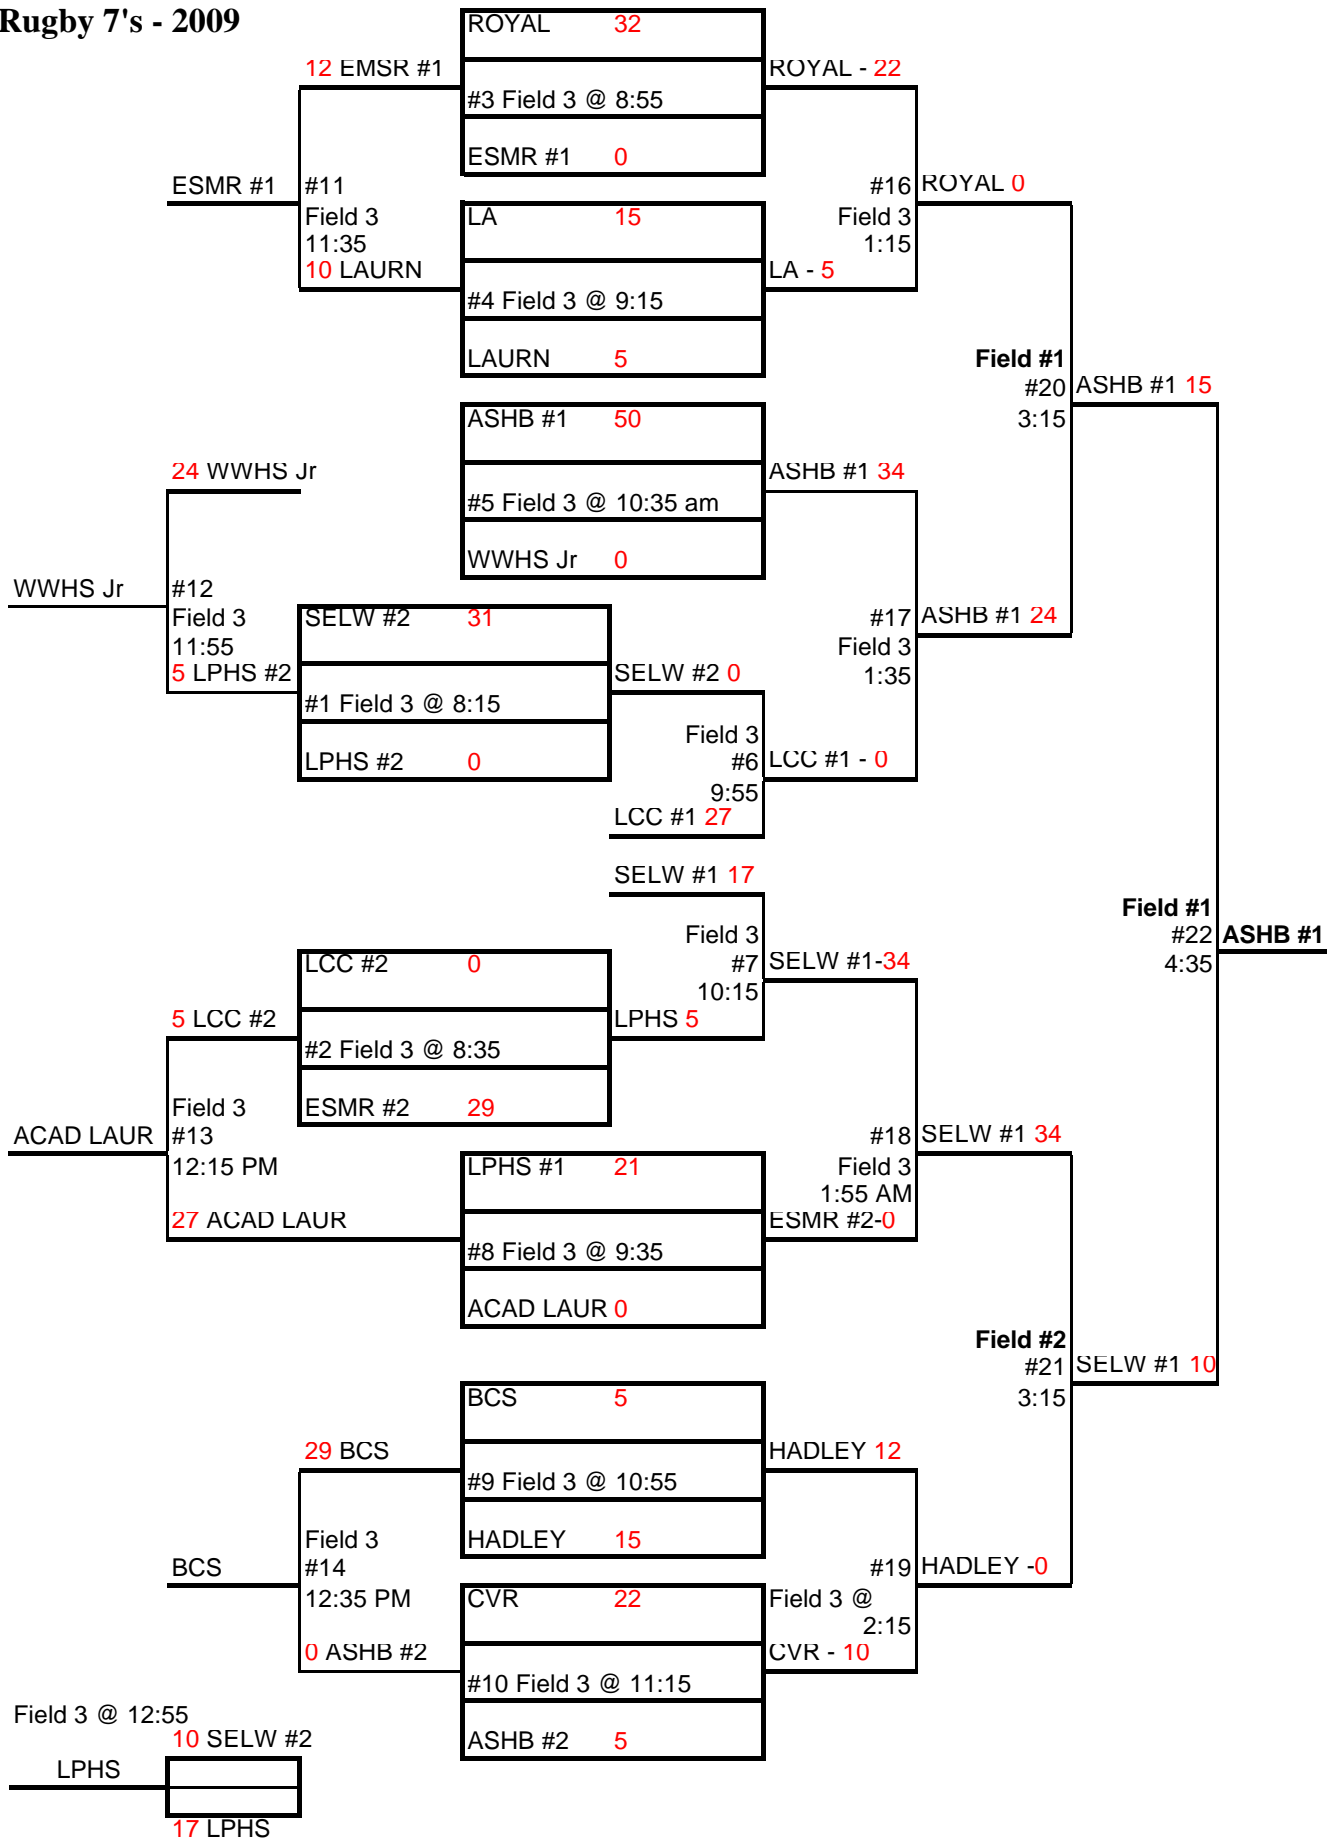 Rugby 7's - 2009
ROYAL 32
12 EMSR #1
ROYAL - 22
#3 Field 3 @ 8:55
ESMR #1 0
ESMR #1
#11
#16
ROYAL 0
Field 3
LA 15
Field 3
11:35
1:15
10 LAURN
LA - 5
#4 Field 3 @ 9:15
LAURN 5
Field #1
#20
ASHB #1 15
ASHB #1 50
3:15
24 WWHS Jr
ASHB #1 34
#5 Field 3 @ 10:35 am
WWHS Jr 0
WWHS Jr
#12
Field 3
SELW #2 31
#17
ASHB #1 24
11:55
Field 3
5 LPHS #2
SELW #2 0
1:35
#1 Field 3 @ 8:15
Field 3
LPHS #2 0
#6
LCC #1 - 0
9:55
LCC #1 27
SELW #1 17
Field #1
Field 3
#22
ASHB #1
LCC #2 0
#7
SELW #1-34
4:35
10:15
5 LCC #2
LPHS 5
#2 Field 3 @ 8:35
Field 3
ESMR #2 29
ACAD LAUR
#13
#18
SELW #1 34
12:15 PM
LPHS #1 21
Field 3
1:55 AM
27 ACAD LAUR
ESMR #2-0
#8 Field 3 @ 9:35
ACAD LAUR 0
Field #2
#21
SELW #1 10
BCS 5
3:15
29 BCS
HADLEY 12
#9 Field 3 @ 10:55
Field 3
HADLEY 15
BCS
#14
#19
HADLEY -0
12:35 PM
CVR 22
Field 3 @
2:15
0 ASHB #2
CVR - 10
#10 Field 3 @ 11:15
Field 3 @ 12:55
10 SELW #2
ASHB #2 5
LPHS
17 LPHS